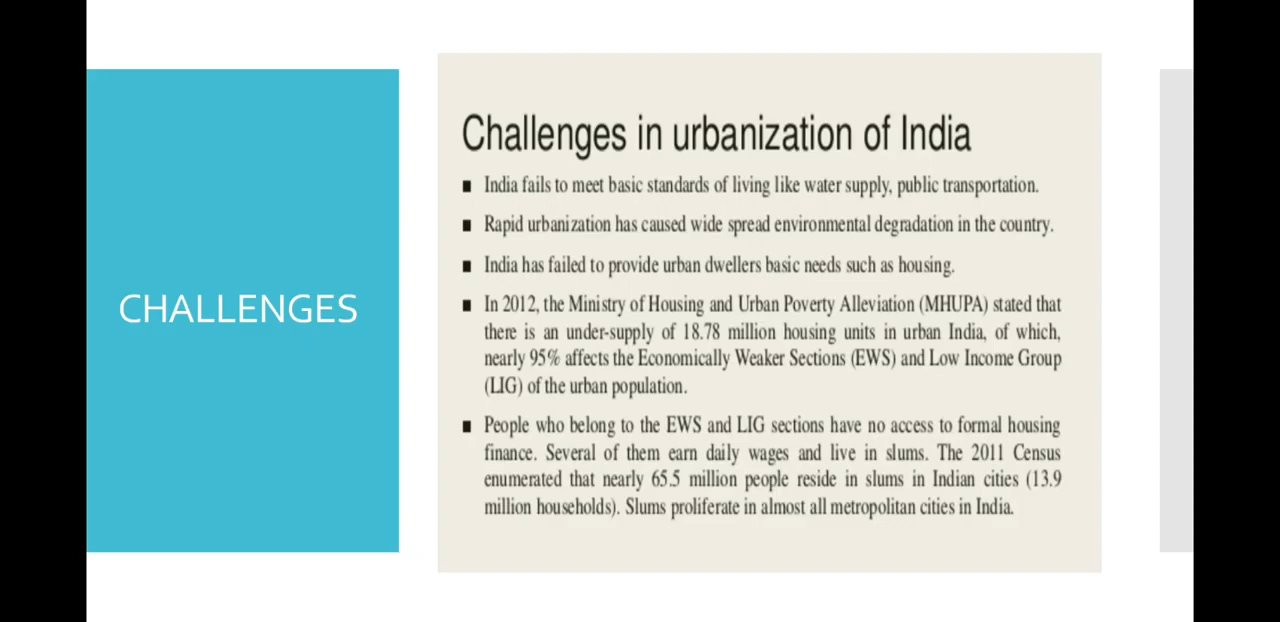 CHALLENGES
Challenges in urbanization of India
▪ India fails to meet basic standards of living like water supply, public transportation.
▪ Rapid urbanization has caused wide spread environmental degradation in the country.
▪ India has failed to provide urban dwellers basic needs such as housing.
▪ In 2012, the Ministry of Housing and Urban Poverty Alleviation (MHUPA) stated that
there is an under-supply of 18.78 million housing units in urban India, of which,
nearly 95% affects the Economically Weaker Sections (EWS) and Low Income Group
(LIG) of the urban population.
▪ People who belong to the EWS and LIG sections have no access to formal housing
finance. Several of them earn daily wages and live in slums. The 2011 Census
enumerated that nearly 65.5 million people reside in slums in Indian cities (13.9
million households). Slums proliferate in almost all metropolitan cities in India.